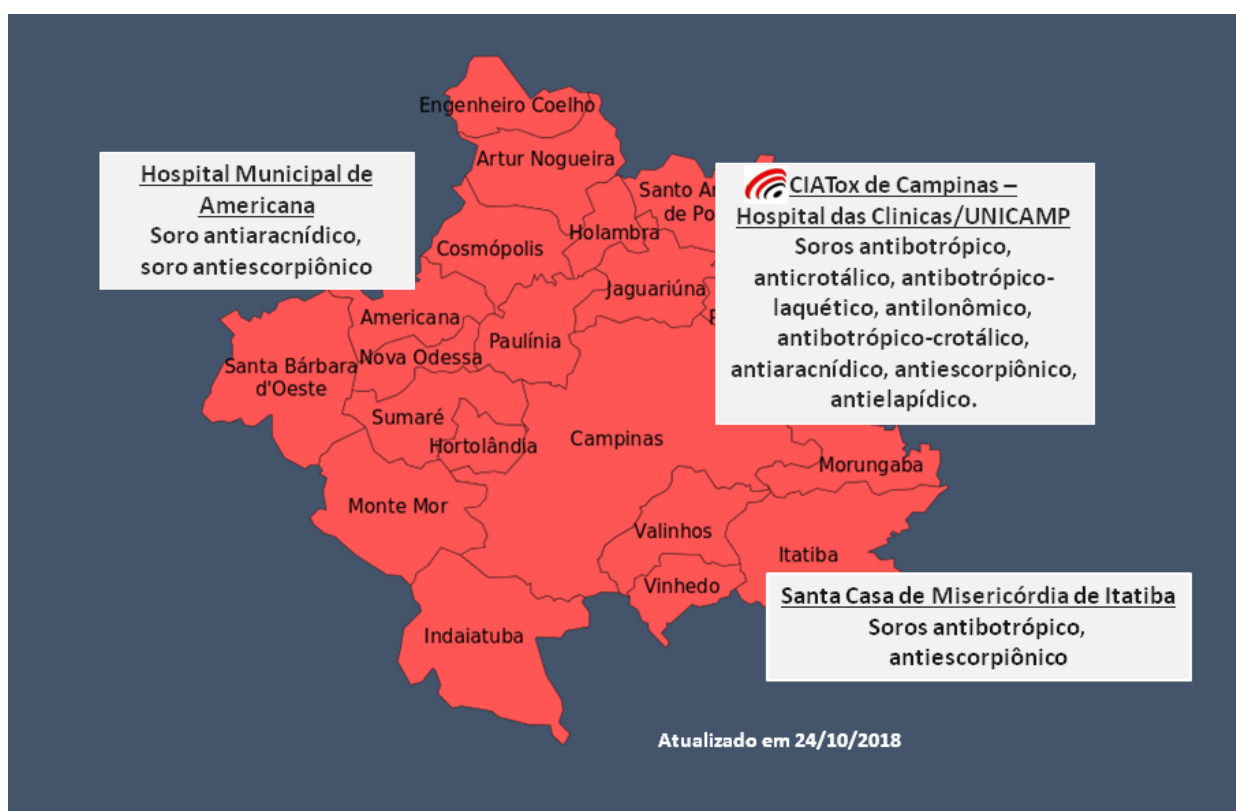 Engenheiro Coelho
Artur Nogueira
Hospital Municipal de
Americana
Soro antiaracnídico,
soro antiescorpiônico
Santo A
de Po
CIATox de Campinas –
Hospital das Clinicas/UNICAMP
Soros antibotrópico,
anticrotálico, antibotrópico-
laquético, antilonômico,
antibotrópico-crotálico,
antiaracnídico, antiescorpiônico,
antielapídico.
Holambra
Cosmópolis
Jaguariúna
Americana
Paulínia
Nova Odessa
Santa Bárbara
d'Oeste
Sumaré
Hortolândia
Campinas
Morungaba
Monte Mor
Valinhos
Itatiba
Vinhedo
Santa Casa de Misericórdia de Itatiba
Soros antibotrópico,
antiescorpiônico
Indaiatuba
Atualizado em 24/10/2018